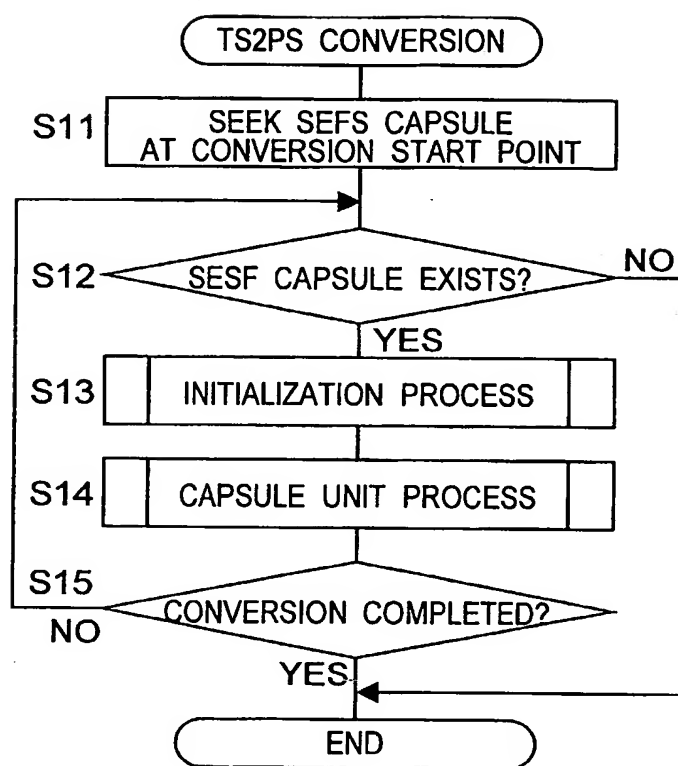 TS2PS CONVERSION
S11
SEEK SEFS CAPSULE
AT CONVERSION START POINT
S12
SESF CAPSULE EXISTS?
NO
YES
S13
INITIALIZATION PROCESS
S14
CAPSULE UNIT PROCESS
S15
CONVERSION COMPLETED?
NO
YES
END